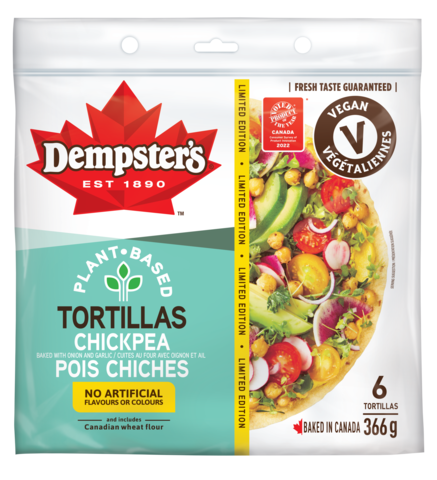 Dempster's
EST 1890
TM
PLANT • BASED
TORTILLAS
CHICKPEA
BAKED WITH ONION AND GARLIC / CUITES AU FOUR AVEC OIGNON ET AIL
POIS CHICHES
NO ARTIFICIAL
FLAVOURS OR COLOURS
and includes
Canadian wheat flour
LIMITED EDITION • LIMITED EDITION • LIMITED EDITION • LIMITED EDITION
| FRESH TASTE GUARANTEED |
VOTED
PRODUCT
OF THE YEAR
CANADA
2022
VEGAN
V
VÉGÉTALIENNES
6
TORTILLAS
BAKED IN CANADA 366 g